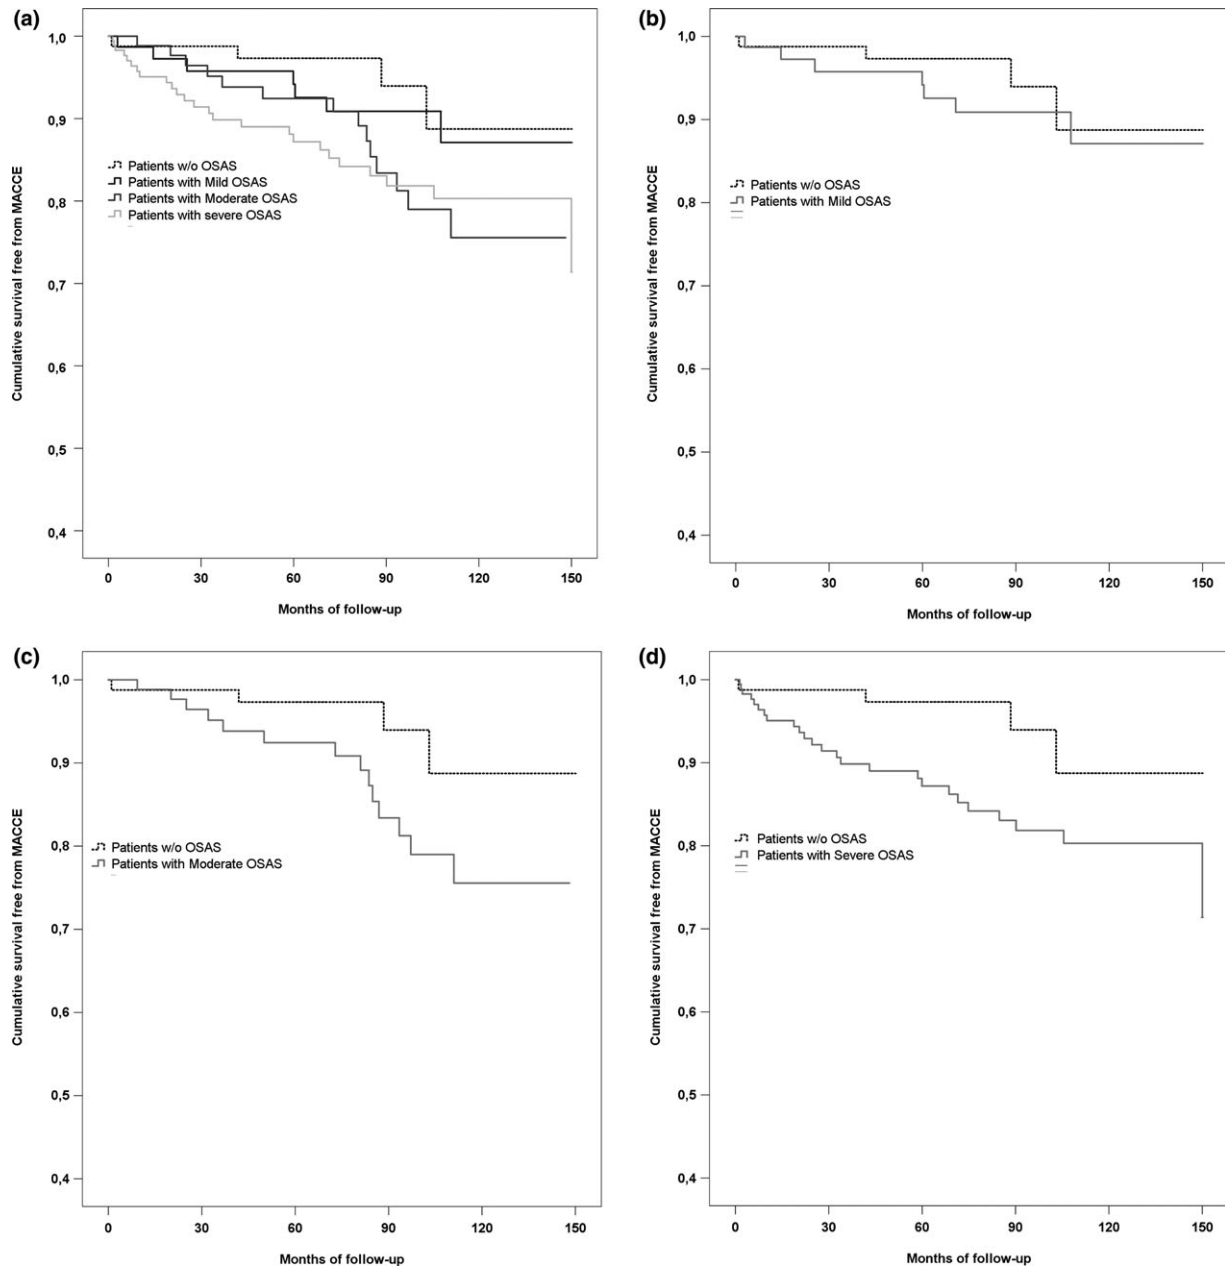 (a)
Cumulative survival free from MACCE
1,0
0,9
0,8
0,7
0,6
0,5
0,4
Patients w/o OSAS
Patients with Mild OSAS
Patients with Moderate OSAS
Patients with severe OSAS
0 30 60 90 120 150
Months of follow-up
(b)
Cumulative survival free from MACCE
1,0
0,9
0,8
0,7
0,6
0,5
0,4
Patients w/o OSAS
Patients with Mild OSAS
0 30 60 90 120 150
Months of follow-up
(c)
Cumulative survival free from MACCE
1,0
0,9
0,8
0,7
0,6
0,5
0,4
Patients w/o OSAS
Patients with Moderate OSAS
0 30 60 90 120 150
Months of follow-up
(d)
Cumulative survival free from MACCE
1,0
0,9
0,8
0,7
0,6
0,5
0,4
Patients w/o OSAS
Patients with Severe OSAS
0 30 60 90 120 150
Months of follow-up